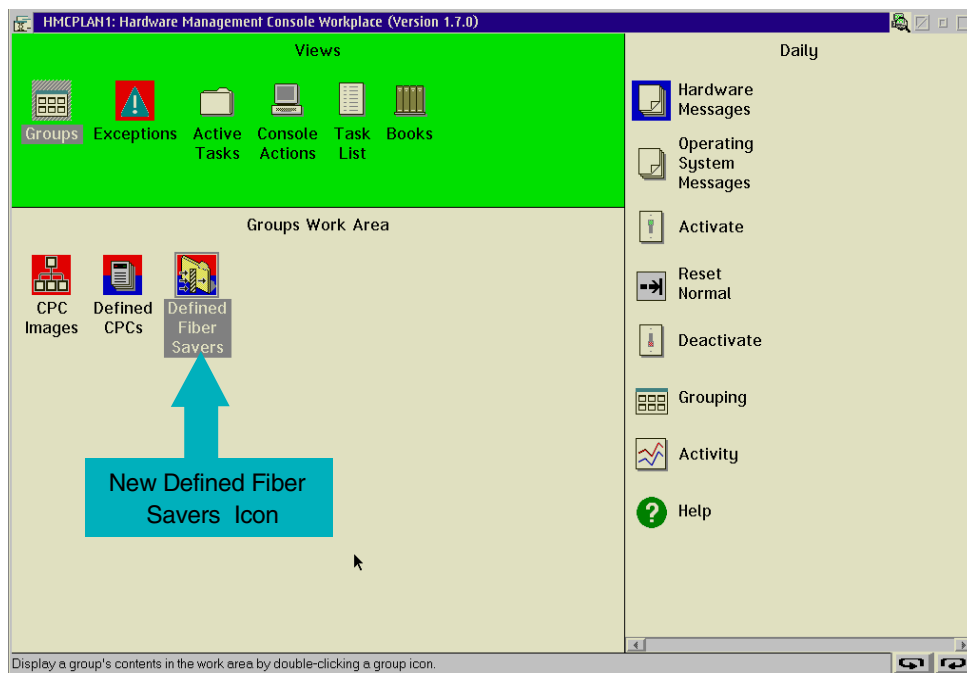 HMCPLAN1: Hardware Management Console Workplace (Version 1.7.0)
Views
Groups
Exceptions
Active
Tasks
Console
Actions
Task
List
Books
Groups Work Area
CPC
Images
Defined
CPCs
Defined
Fiber
Savers
New Defined Fiber
Savers Icon
Daily
Hardware
Messages
Operating
System
Messages
Activate
Reset
Normal
Deactivate
Grouping
Activity
Help
Display a group's contents in the work area by double-clicking a group icon.